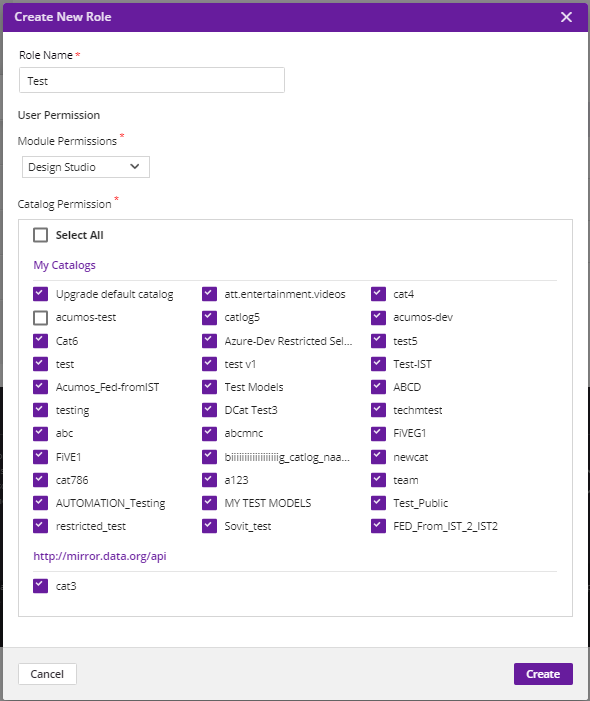 Create New Role
Role Name *
Test
User Permission
Module Permissions *
Design Studio
Catalog Permission *
Select All
My Catalogs
Upgrade default catalog att.entertainment.videos cat4
acumos-test catlog5 acumos-dev
Cat6 Azure-Dev Restricted Sel... test5
test test v1 Test-IST
Acumos_Fed-fromIST Test Models ABCD
testing DCat Test3 techmtest
abc abcmnc FiVEG1
FiVE1 biiiiiiiiiiiiiiiiig_catlog_naa... newcat
cat786 a123 team
AUTOMATION_Testing MY TEST MODELS Test_Public
restricted_test Sovit_test FED_From_IST_2_IST2
http://mirror.data.org/api
cat3
Cancel Create